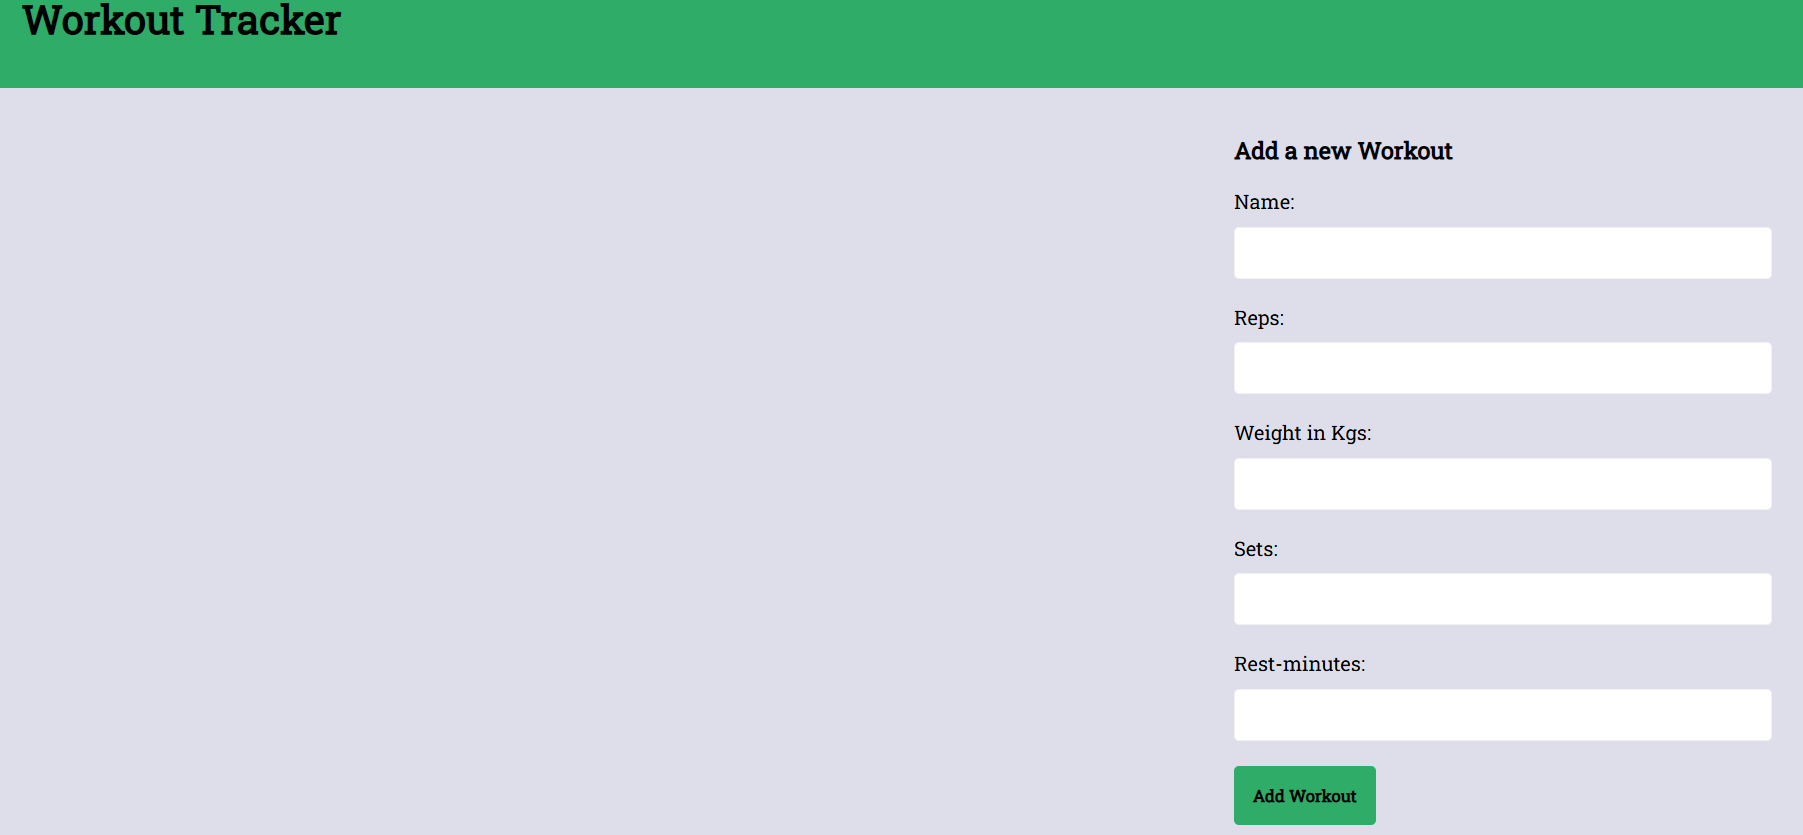 Workout Tracker
Add a new Workout
Name:
Reps:
Weight in Kgs:
Sets:
Rest-minutes:
Add Workout